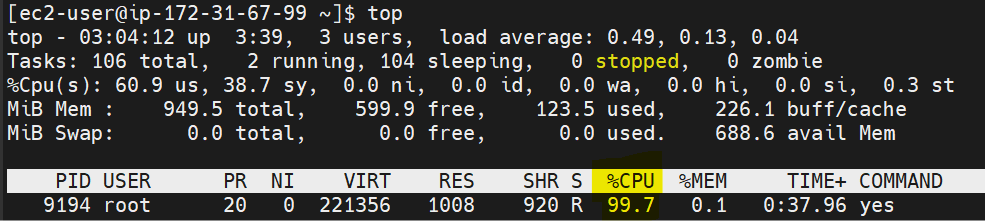 [ec2-user@ip-172-31-67-99 ~]$ top
top - 03:04:12 up  3:39,  3 users,  load average: 0.49, 0.13, 0.04
Tasks: 106 total,   2 running, 104 sleeping,   0 stopped,   0 zombie
%Cpu(s): 60.9 us, 38.7 sy,  0.0 ni,  0.0 id,  0.0 wa,  0.0 hi,  0.0 si,  0.3 st
MiB Mem :    949.5 total,    599.9 free,    123.5 used,    226.1 buff/cache
MiB Swap:      0.0 total,      0.0 free,      0.0 used.    688.6 avail Mem
PID USER      PR  NI    VIRT    RES    SHR S  %CPU  %MEM     TIME+ COMMAND
9194 root      20   0  221356   1008    920 R  99.7   0.1   0:37.96 yes